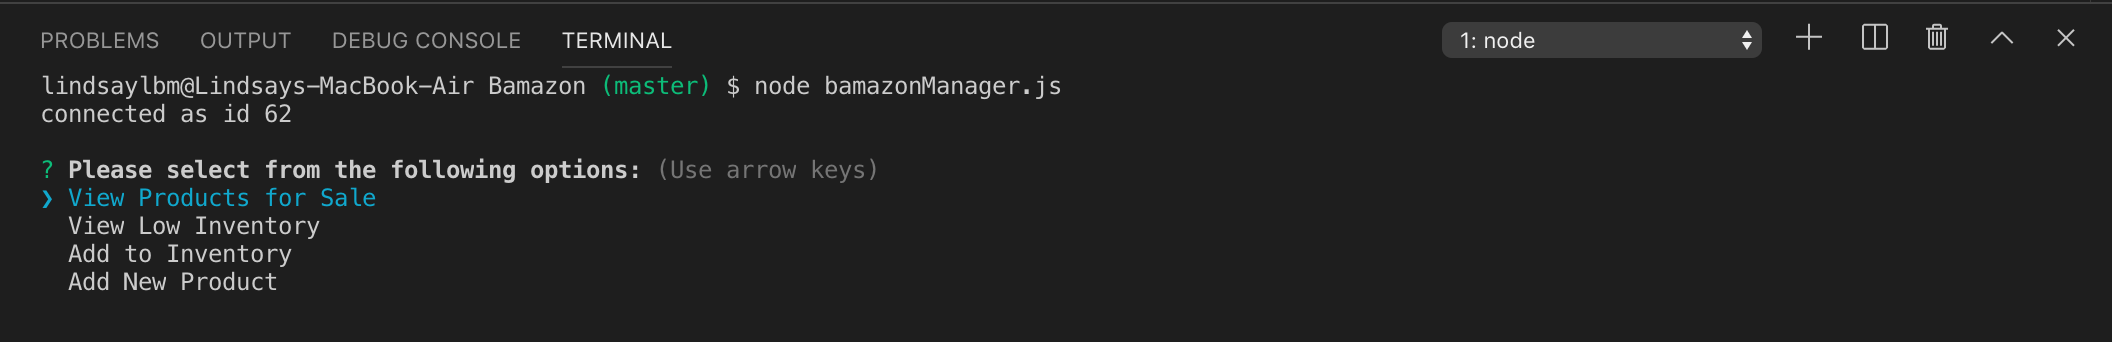 PROBLEMS OUTPUT DEBUG CONSOLE TERMINAL 1: node
lindsaylbm@Lindsays-MacBook-Air Bamazon (master) $ node bamazonManager.js
connected as id 62
? Please select from the following options: (Use arrow keys)
❯ View Products for Sale
View Low Inventory
Add to Inventory
Add New Product